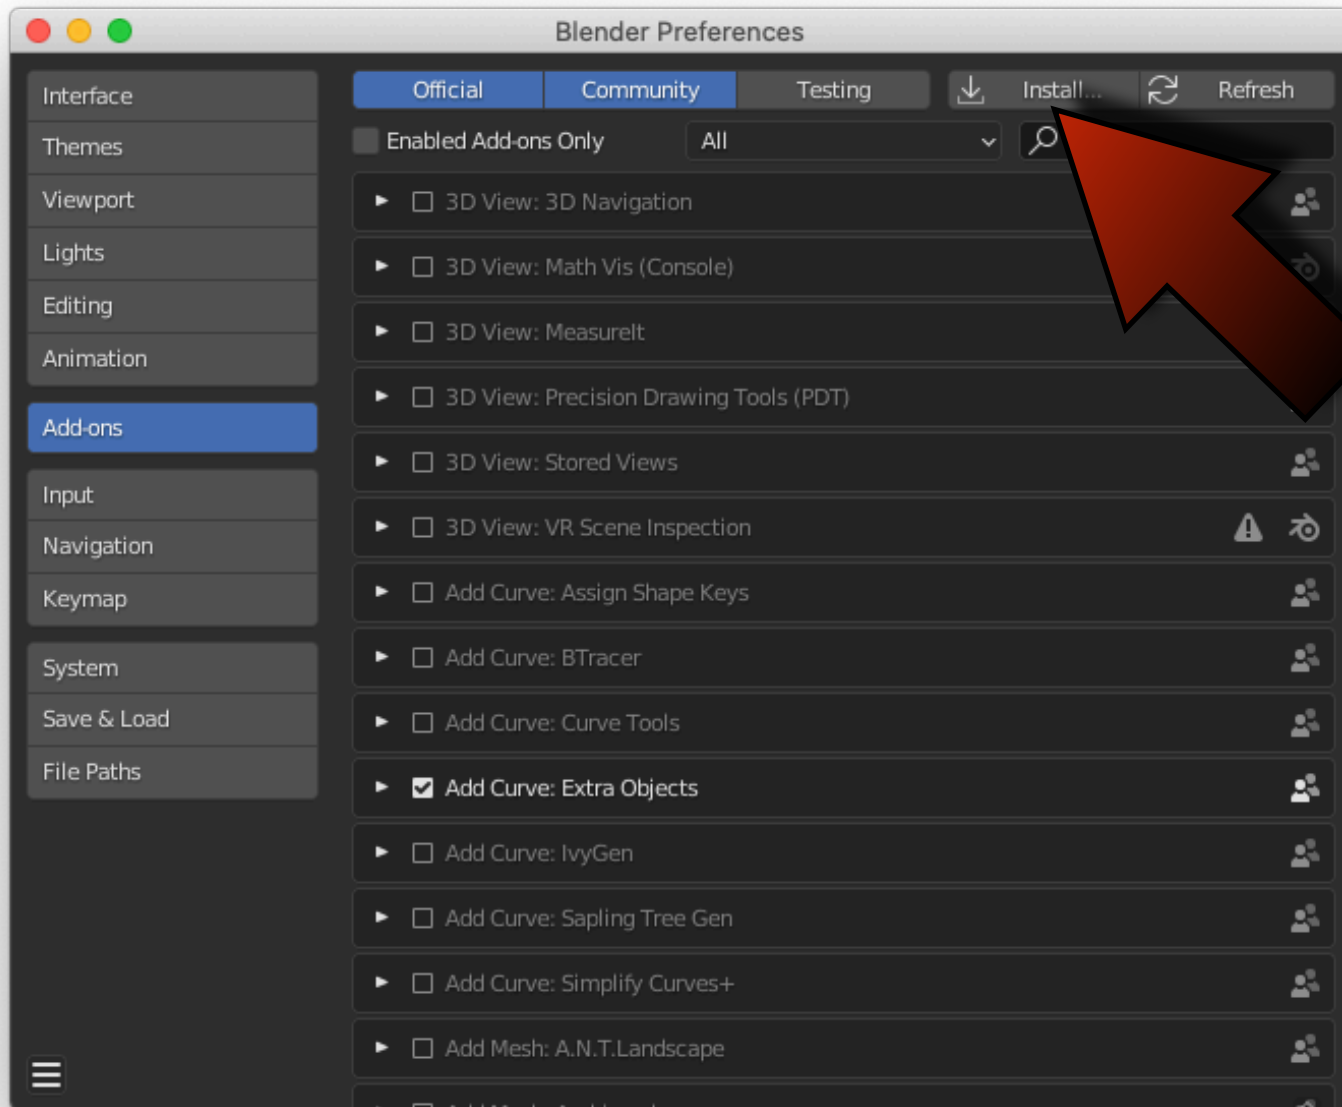 Blender Preferences
Interface
Themes
Viewport
Lights
Editing
Animation
Add-ons
Input
Navigation
Keymap
System
Save & Load
File Paths
Official Community Testing Install... Refresh
Enabled Add-ons Only All
3D View: 3D Navigation
3D View: Math Vis (Console)
3D View: MeasureIt
3D View: Precision Drawing Tools (PDT)
3D View: Stored Views
3D View: VR Scene Inspection
Add Curve: Assign Shape Keys
Add Curve: BTracer
Add Curve: Curve Tools
Add Curve: Extra Objects
Add Curve: IvyGen
Add Curve: Sapling Tree Gen
Add Curve: Simplify Curves+
Add Mesh: A.N.T.Landscape